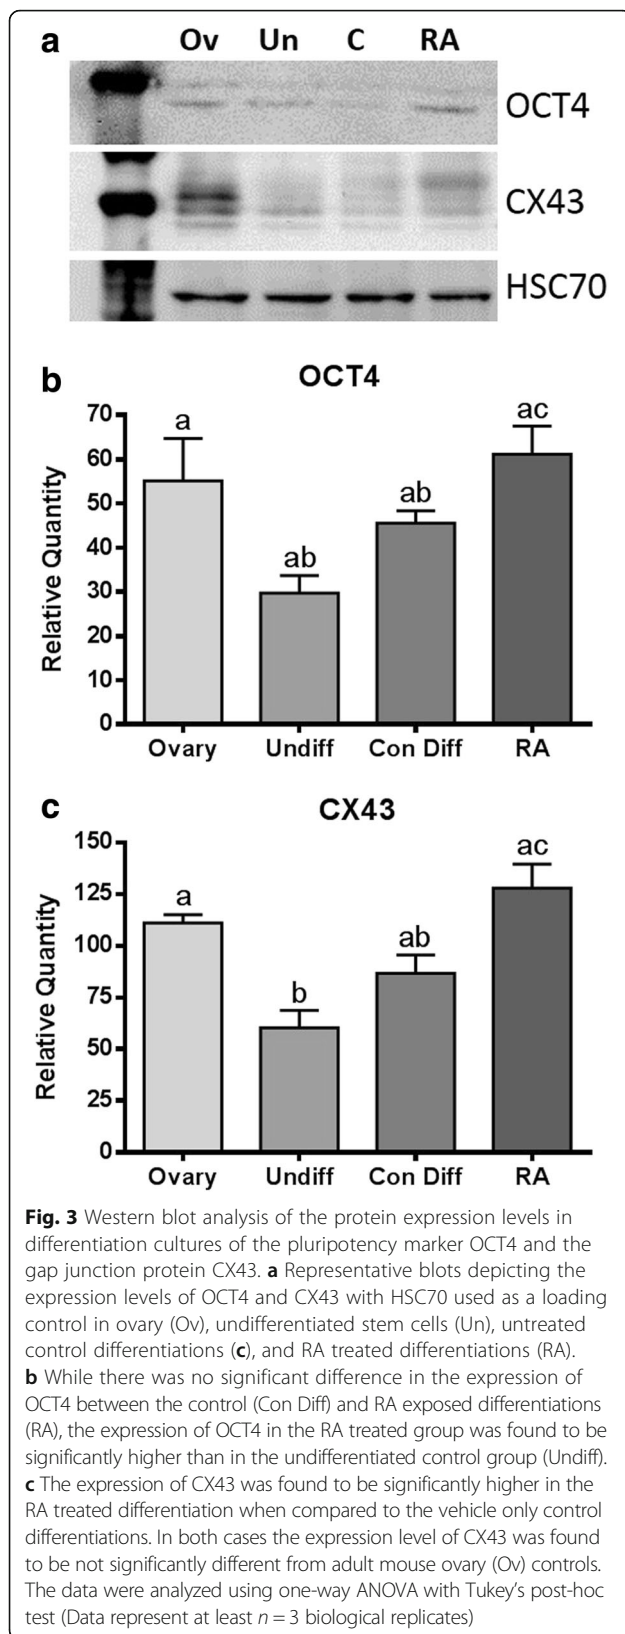 a
Ov Un C RA
OCT4
CX43
HSC70
b
OCT4
Relative Quantity
70
60
50
40
30
20
10
0
a
ab
ab
ac
Ovary Undiff Con Diff RA
c
CX43
Relative Quantity
150
125
100
75
50
25
0
a
b
ab
ac
Ovary Undiff Con Diff RA
Fig. 3 Western blot analysis of the protein expression levels in
differentiation cultures of the pluripotency marker OCT4 and the
gap junction protein CX43. a Representative blots depicting the
expression levels of OCT4 and CX43 with HSC70 used as a loading
control in ovary (Ov), undifferentiated stem cells (Un), untreated
control differentiations (c), and RA treated differentiations (RA).
b While there was no significant difference in the expression of
OCT4 between the control (Con Diff) and RA exposed differentiations
(RA), the expression of OCT4 in the RA treated group was found to be
significantly higher than in the undifferentiated control group (Undiff).
c The expression of CX43 was found to be significantly higher in the
RA treated differentiation when compared to the vehicle only control
differentiations. In both cases the expression level of CX43 was found
to be not significantly different from adult mouse ovary (Ov) controls.
The data were analyzed using one-way ANOVA with Tukey's post-hoc
test (Data represent at least n = 3 biological replicates)